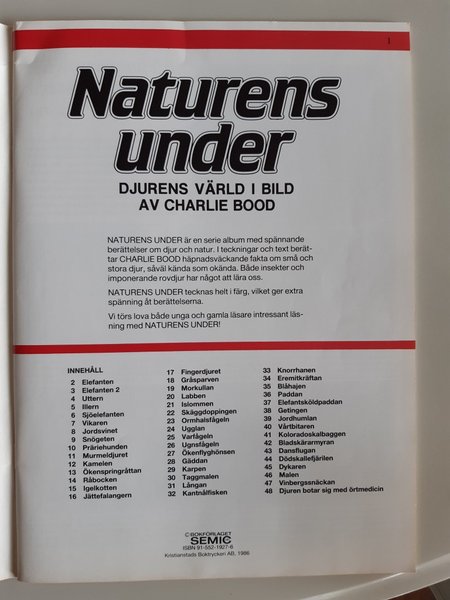 1
Naturens
under
DJURENS VÄRLD I BILD
AV CHARLIE BOOD
NATURENS UNDER är en serie album med spännande
berättelser om djur och natur. I teckningar och text berät-
tar CHARLIE BOOD häpnadsväckande fakta om små och
stora djur, såväl kända som okända. Både insekter och
imponerande rovdjur har något att lära oss.
NATURENS UNDER tecknas helt i färg, vilket ger extra
spänning åt berättelserna.
Vi törs lova både unga och gamla läsare intressant läs-
ning med NATURENS UNDER!
INNEHÅLL
2 Elefanten
3 Elefanten 2
4 Uttern
5 Illern
6 Sjöelefanten
7 Vikaren
8 Jordsvinet
9 Snögeten
10 Präriehunden
11 Murmeldjuret
12 Kamelen
13 Ökenspringråttan
14 Råbocken
15 Igelkotten
16 Jättefalangern
17 Fingerdjuret
18 Gråsparven
19 Morkullan
20 Labben
21 Islommen
22 Skäggdoppingen
23 Ormhalsfågeln
24 Ugglan
25 Varfågeln
26 Ugnsfågeln
27 Ökenflyghönsen
28 Gäddan
29 Karpen
30 Taggmalen
31 Långan
32 Kantnållisken
33 Knorrhanen
34 Eremitkräftan
35 Blåhajen
36 Paddan
37 Elefantsköldpaddan
38 Getingen
39 Jordhumlan
40 Vårtbitaren
41 Koloradoskalbaggen
42 Bladskärarmyran
43 Dansflugan
44 Dödskallefjärilen
45 Dykaren
46 Malen
47 Vinbergssnäckan
48 Djuren botar sig med örtmedicin
© BOKFÖRLAGET
SEMIC
ISBN 91-552-1927-6
Kristianstads Boktryckeri AB, 1986